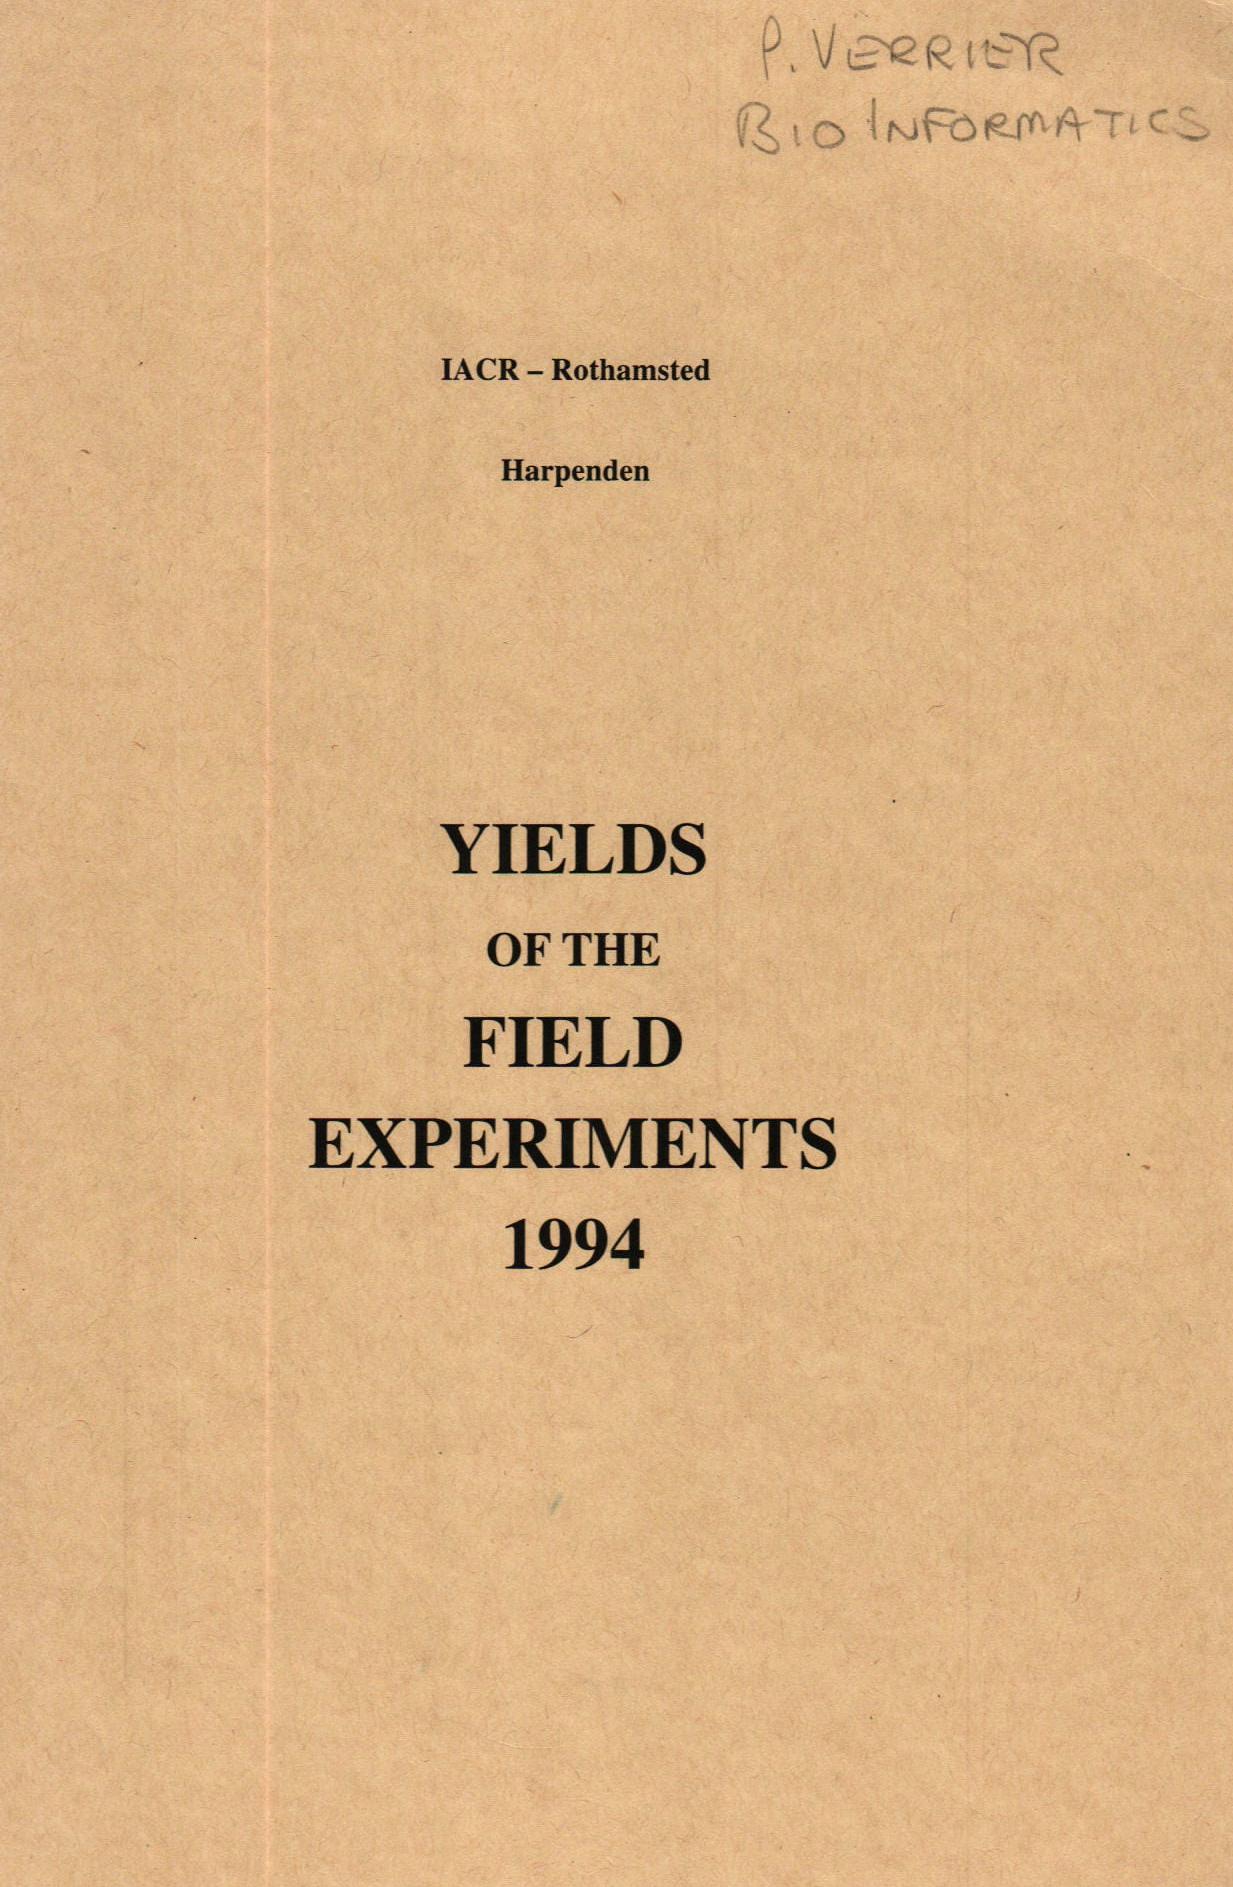 P. VERRIER
BIO INFORMATICS
IACR – Rothamsted
Harpenden
YIELDS
OF THE
FIELD
EXPERIMENTS
1994